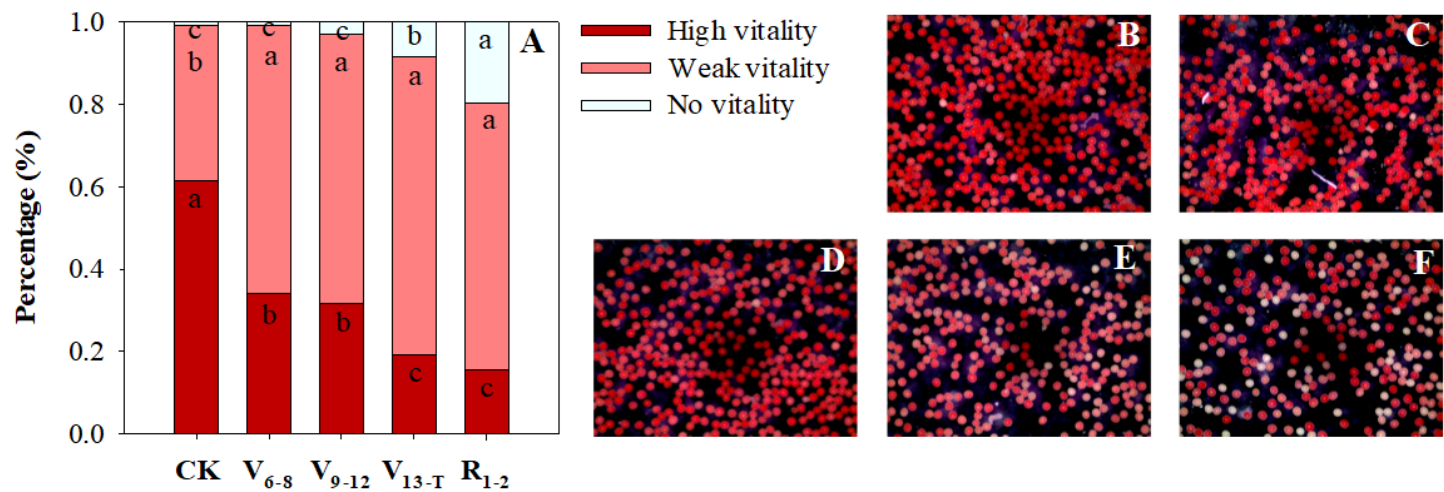 A
Percentage (%)
1.0
0.8
0.6
0.4
0.2
0.0
c
b
a
c
a
b
c
a
b
b
a
c
a
a
c
CK
V6-8
V9-12
V13-T
R1-2
High vitality
Weak vitality
No vitality
B
C
D
E
F